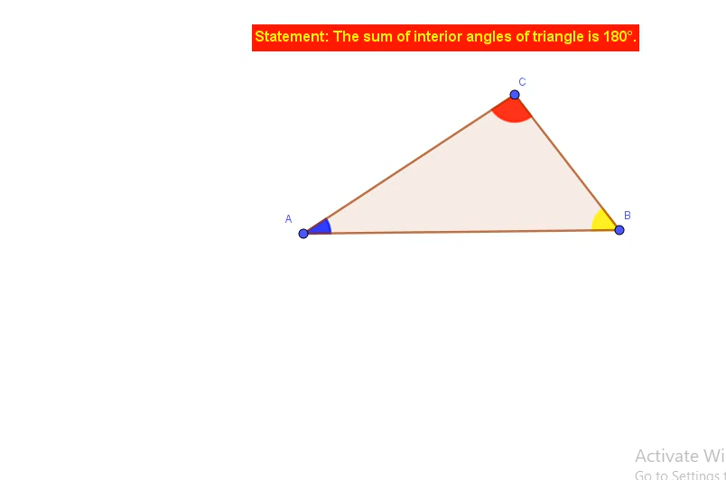 Statement: The sum of interior angles of triangle is 180°.
C
A
B
Activate Wi
Go to Settings